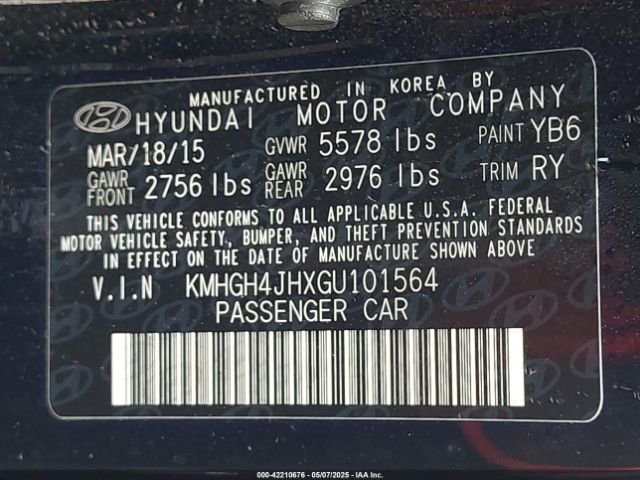 MANUFACTURED IN KOREA BY
HYUNDAI MOTOR COMPANY
MAR/18/15 GVWR 5578 lbs PAINT YB6
GAWR FRONT 2756 lbs GAWR REAR 2976 lbs TRIM RY
THIS VEHICLE CONFORMS TO ALL APPLICABLE U.S.A. FEDERAL
MOTOR VEHICLE SAFETY, BUMPER, AND THEFT PREVENTION STANDARDS
IN EFFECT ON THE DATE OF MANUFACTURE SHOWN ABOVE.
V.I.N KMHGH4JHXGU101564
PASSENGER CAR
000-42210676 - 05/07/2025 - IAA Inc.